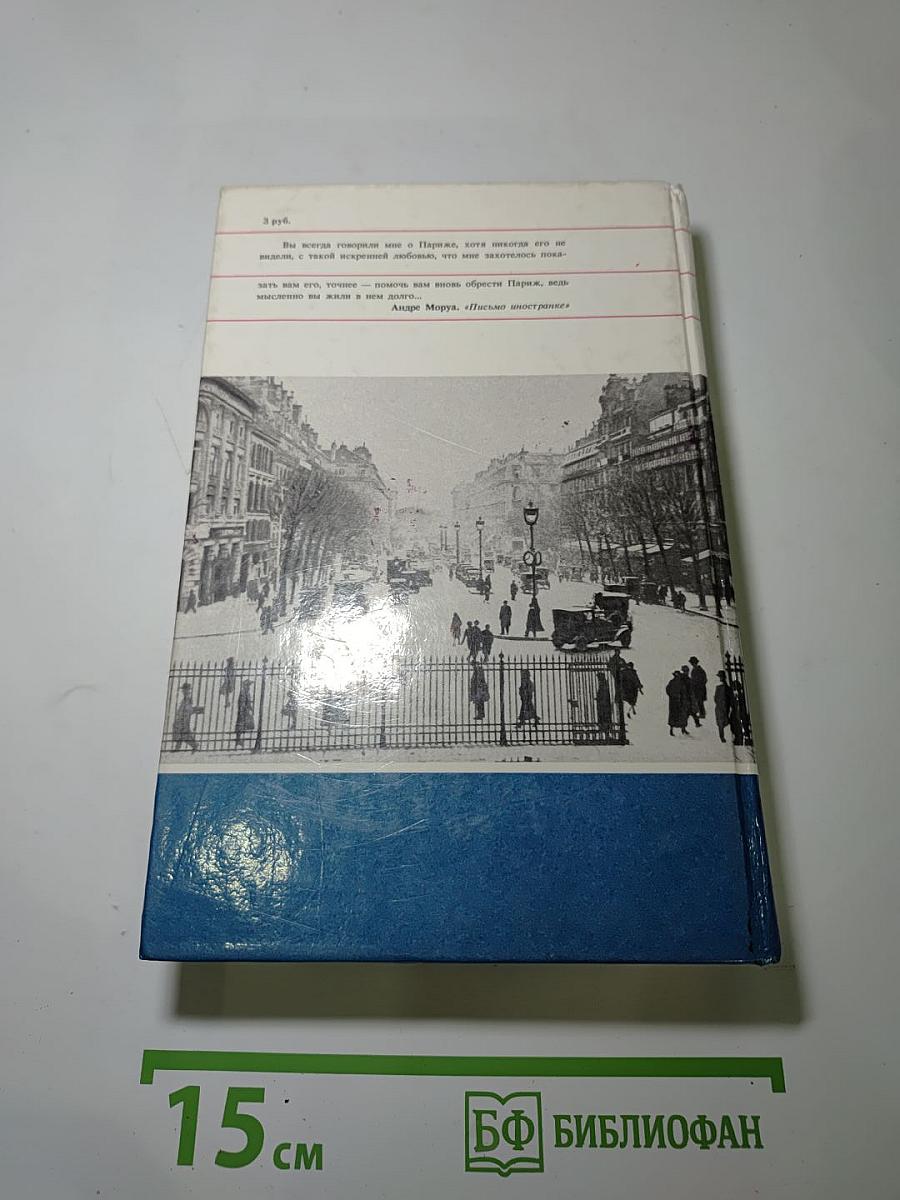 3 руб.
Вы всегда говорили мне о Париже, хотя никогда его не
видели, с такой искренней любовью, что мне захотелось пока-
зать вам его, точнее — помочь вам вновь обрести Париж, ведь
мысленно вы жили в нем долго...
Андре Моруа. «Письмо иностранке»
15 см
БФ БИБЛИОФАН